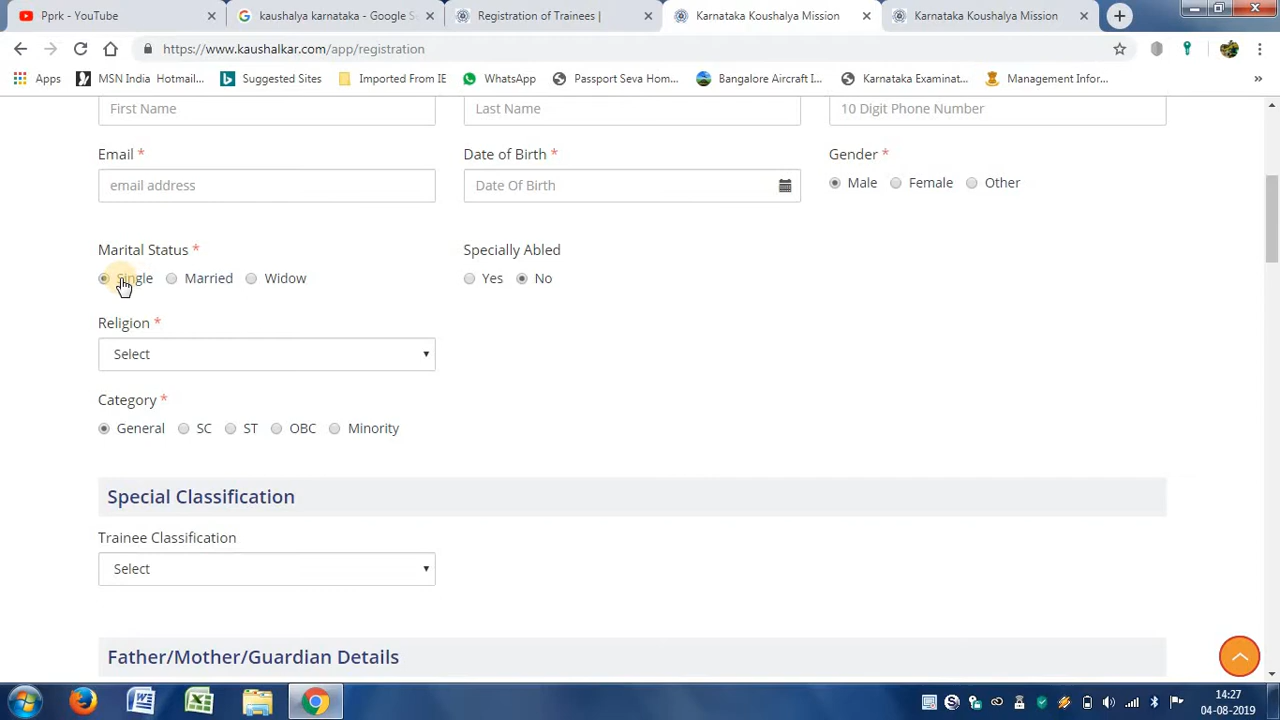 Pprk - YouTube
kaushalya karnataka - Google S
Registration of Trainees |
Karnataka Koushalya Mission
Karnataka Koushalya Mission
https://www.kaushalkar.com/app/registration
Apps
MSN India Hotmail...
Suggested Sites
Imported From IE
WhatsApp
Passport Seva Hom...
Bangalore Aircraft I...
Karnataka Examinat...
Management Infor...
»
First Name
Last Name
10 Digit Phone Number
Email *
Date of Birth *
Gender *
email address
Date Of Birth
Male
Female
Other
Marital Status *
Specially Abled
Single
Married
Widow
Yes
No
Religion *
Select
Category *
General
SC
ST
OBC
Minority
Special Classification
Trainee Classification
Select
Father/Mother/Guardian Details
14:27
04-08-2019